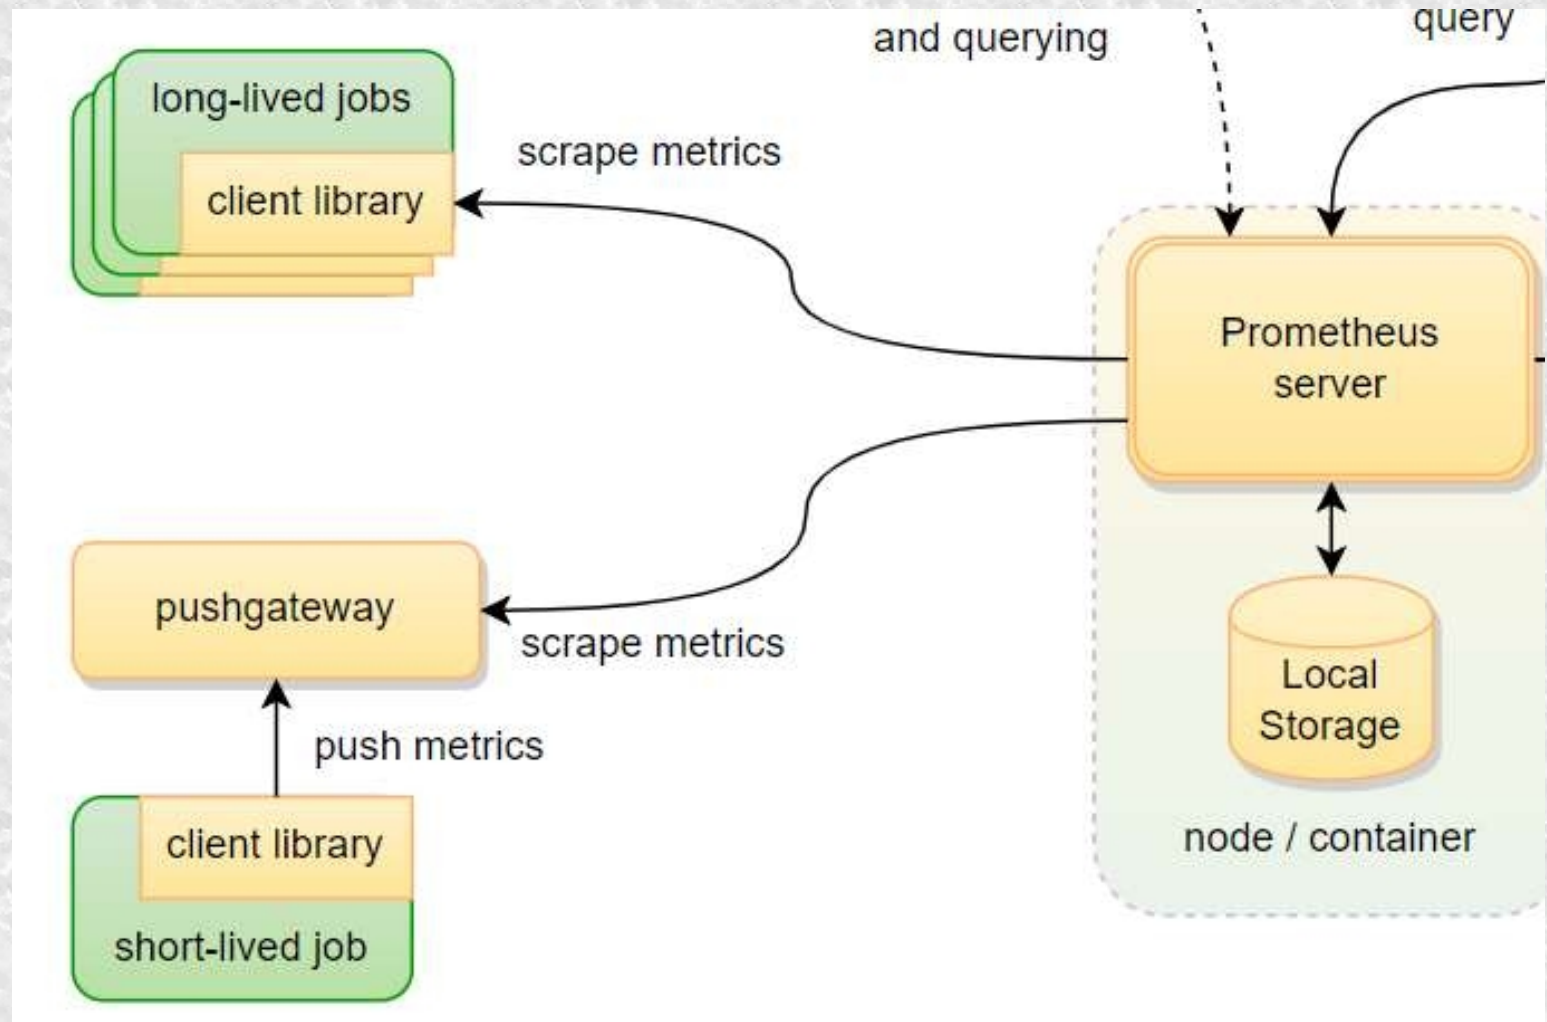 and querying
query
long-lived jobs
scrape metrics
client library
Prometheus
server
pushgateway
scrape metrics
Local
Storage
push metrics
client library
node / container
short-lived job